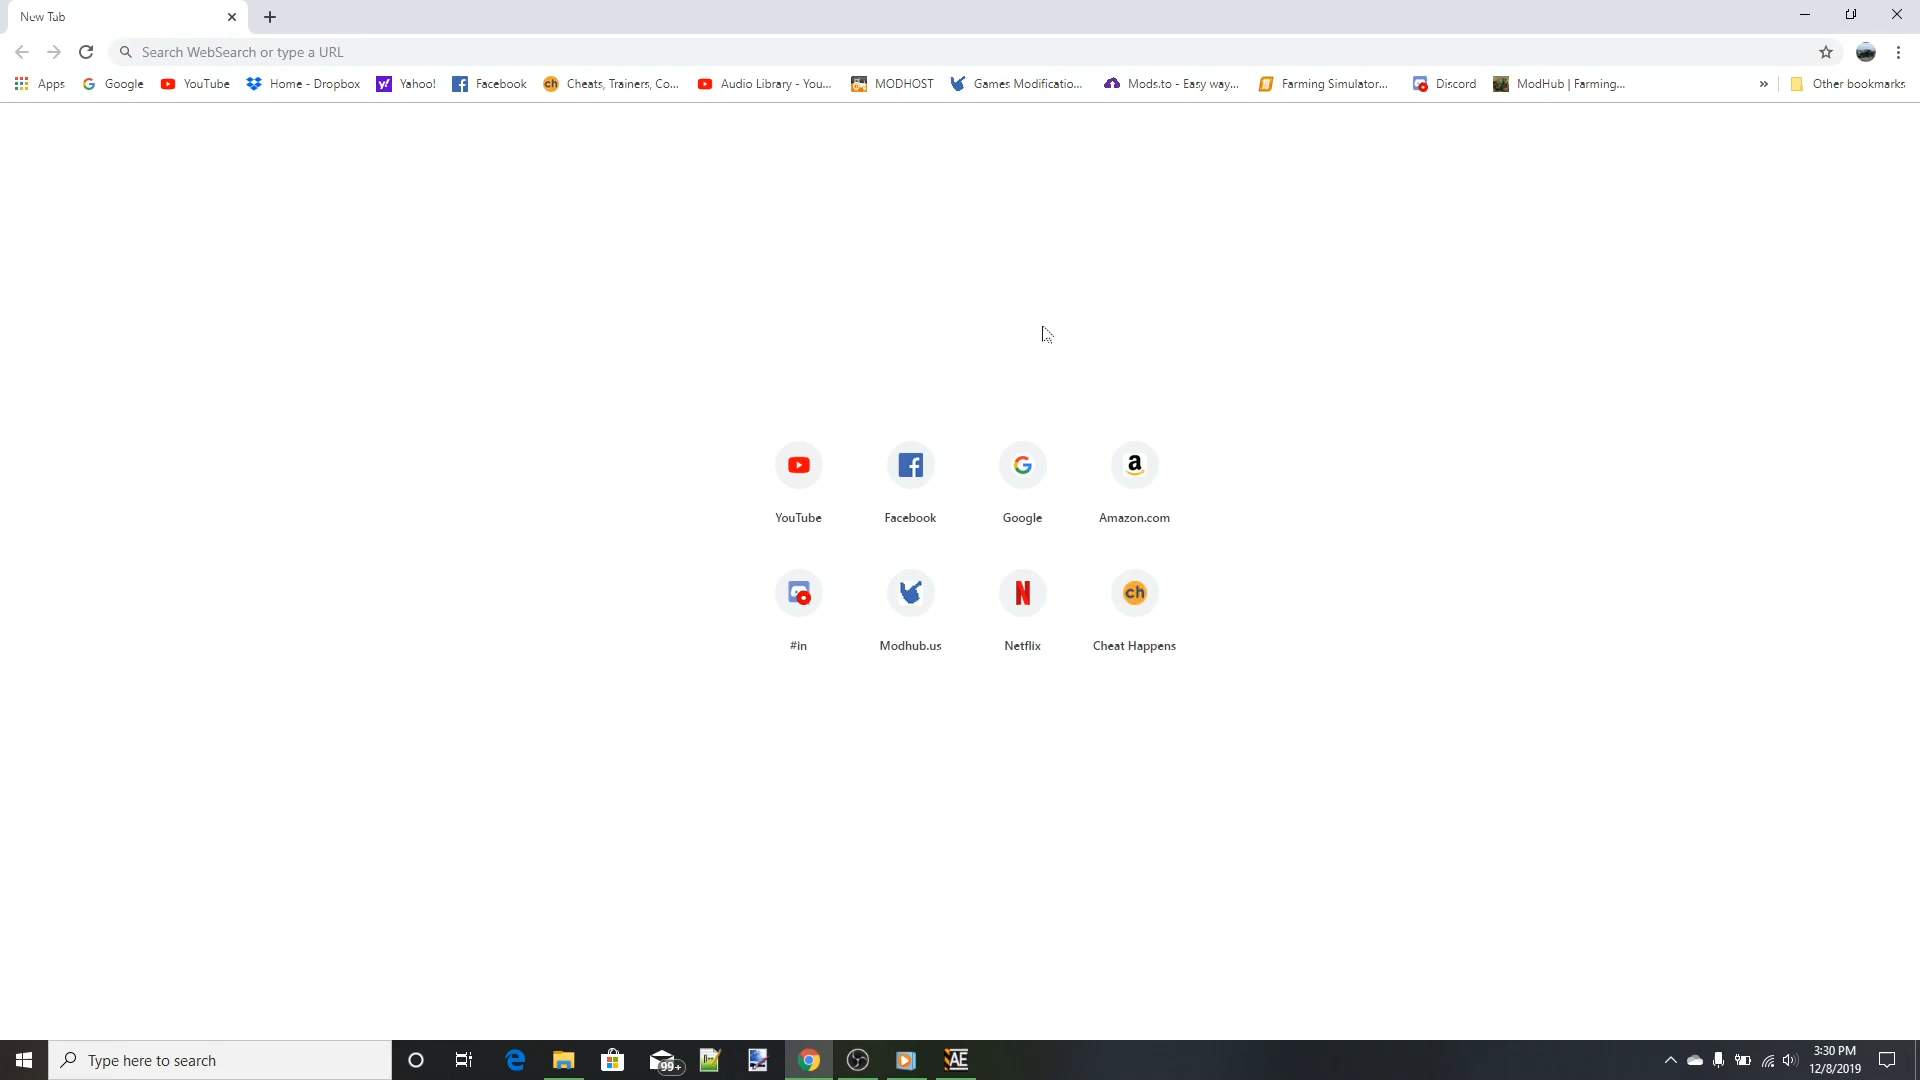 New Tab
Search WebSearch or type a URL
Apps Google YouTube Home - Dropbox Yahoo! Facebook Cheats, Trainers, Co... Audio Library - You... MODHOST Games Modificatio... Mods.to - Easy way... Farming Simulator... Discord ModHub | Farming... » Other bookmarks
YouTube Facebook Google Amazon.com
ch
#in Modhub.us Netflix Cheat Happens
Type here to search
99+
AE
3:30 PM
12/8/2019